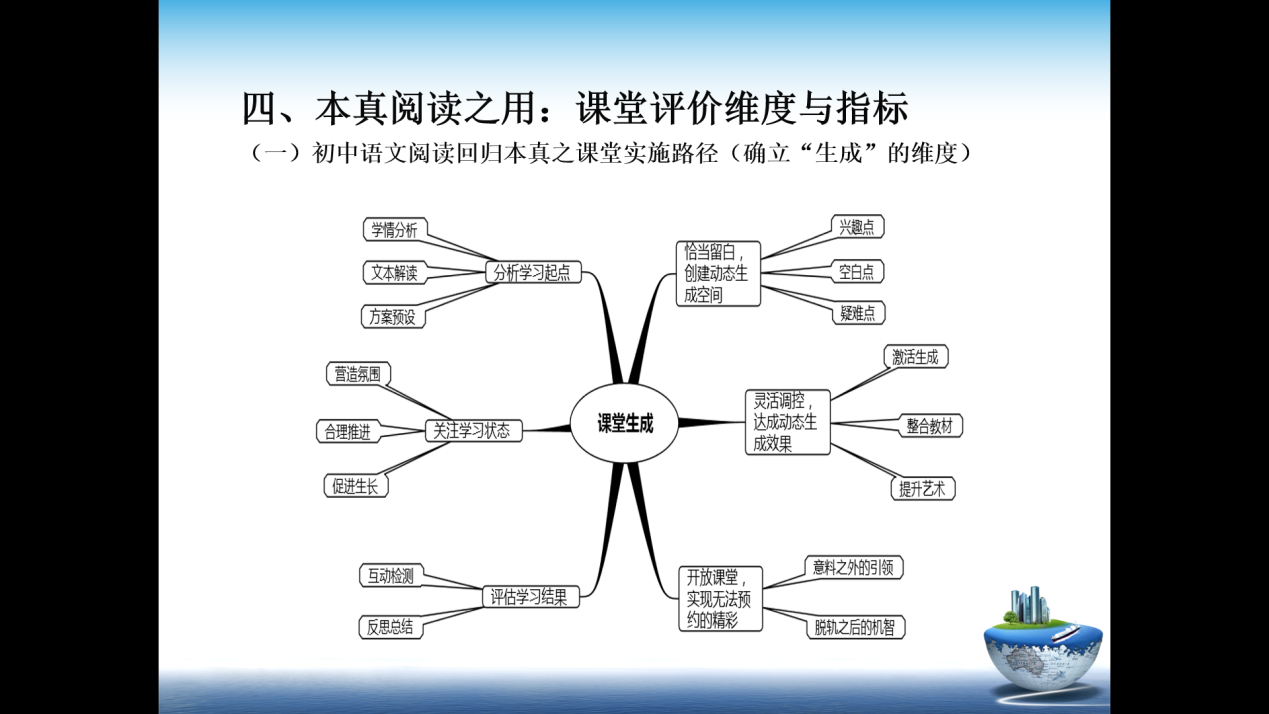 四、本真阅读之用：课堂评价维度与指标
（一）初中语文阅读回归本真之课堂实施路径（确立“生成”的维度）
学情分析
文本解读
方案预设
分析学习起点
营造氛围
合理推进
促进生长
关注学习状态
互动检测
反思总结
评估学习结果
课堂生成
恰当留白，
创建动态生
成空间
兴趣点
空白点
疑难点
灵活调控，
达成动态生
成效果
激活生成
整合教材
提升艺术
开放课堂，
实现无法预
约的精彩
意料之外的引领
脱轨之后的机智